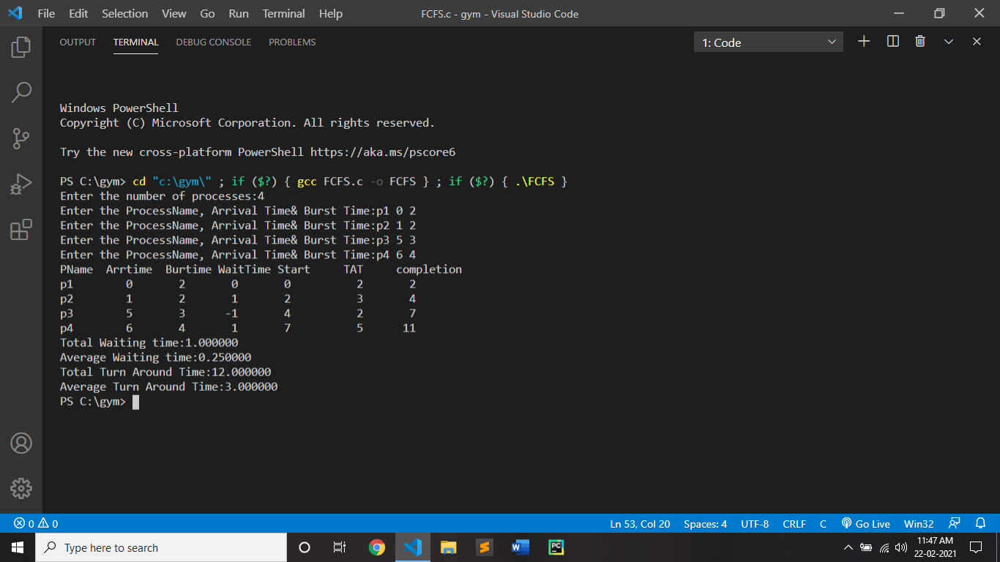 File Edit Selection View Go Run Terminal Help FCFS.c - gym - Visual Studio Code
OUTPUT TERMINAL DEBUG CONSOLE PROBLEMS 1: Code
Windows PowerShell
Copyright (C) Microsoft Corporation. All rights reserved.
Try the new cross-platform PowerShell https://aka.ms/pscore6
PS C:\gym> cd "c:\gym\" ; if ($?) { gcc FCFS.c -o FCFS } ; if ($?) { .\FCFS }
Enter the number of processes:4
Enter the ProcessName, Arrival Time& Burst Time:p1 0 2
Enter the ProcessName, Arrival Time& Burst Time:p2 1 2
Enter the ProcessName, Arrival Time& Burst Time:p3 5 3
Enter the ProcessName, Arrival Time& Burst Time:p4 6 4
PName Arrtime Burtime WaitTime Start TAT completion
p1 0 2 0 0 2 2
p2 1 2 1 2 3 4
p3 5 3 -1 4 2 7
p4 6 4 1 7 5 11
Total Waiting time:1.000000
Average Waiting time:0.250000
Total Turn Around Time:12.000000
Average Turn Around Time:3.000000
PS C:\gym>
0 0 Ln 53, Col 20 Spaces: 4 UTF-8 CRLF C Go Live Win32
Type here to search W PC 11:47 AM
22-02-2021